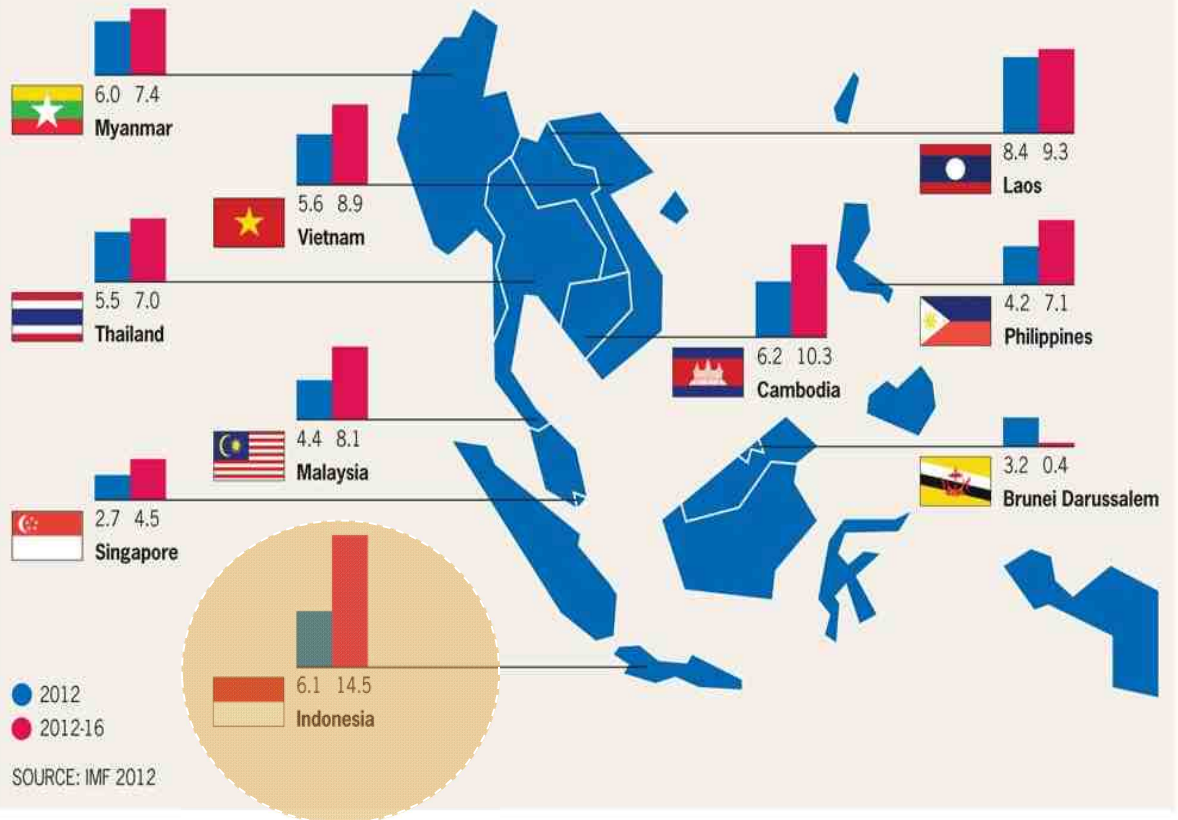 6.0 7.4
Myanmar
8.4 9.3
Laos
5.6 8.9
Vietnam
5.5 7.0
Thailand
4.2 7.1
Philippines
6.2 10.3
Cambodia
4.4 8.1
Malaysia
3.2 0.4
Brunei Darussalem
2.7 4.5
Singapore
6.1 14.5
Indonesia
2012
2012-16
SOURCE: IMF 2012